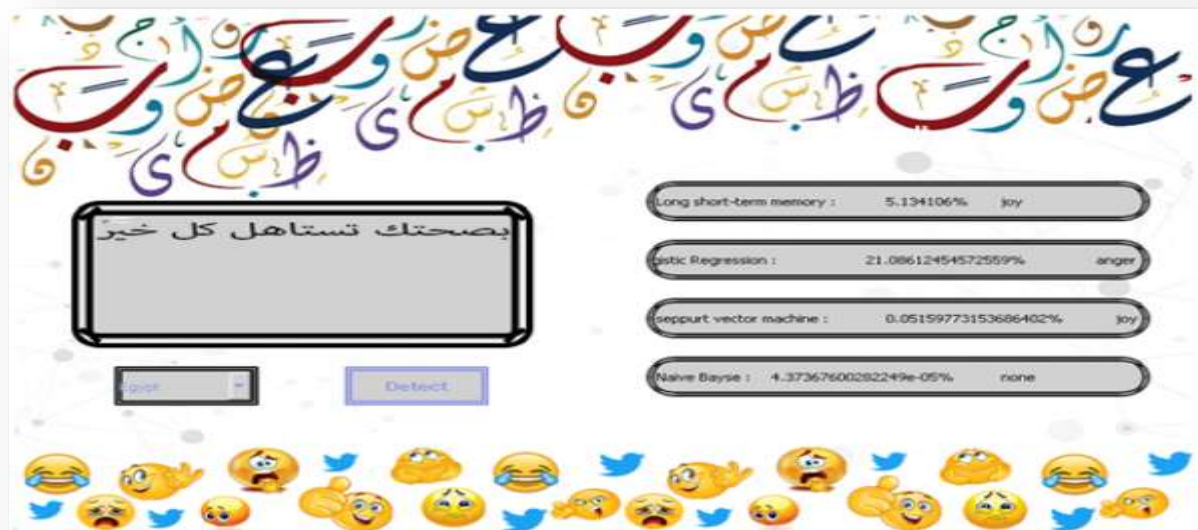 بصحتك تستاهل كل خير
Egypt
Detect
Long short-term memory : 5.134106% joy
gistic Regression : 21.08612454572559% anger
seppurt vector machine : 0.05159773153686402% joy
Naive Bayse : 4.37367600282249e-05% none